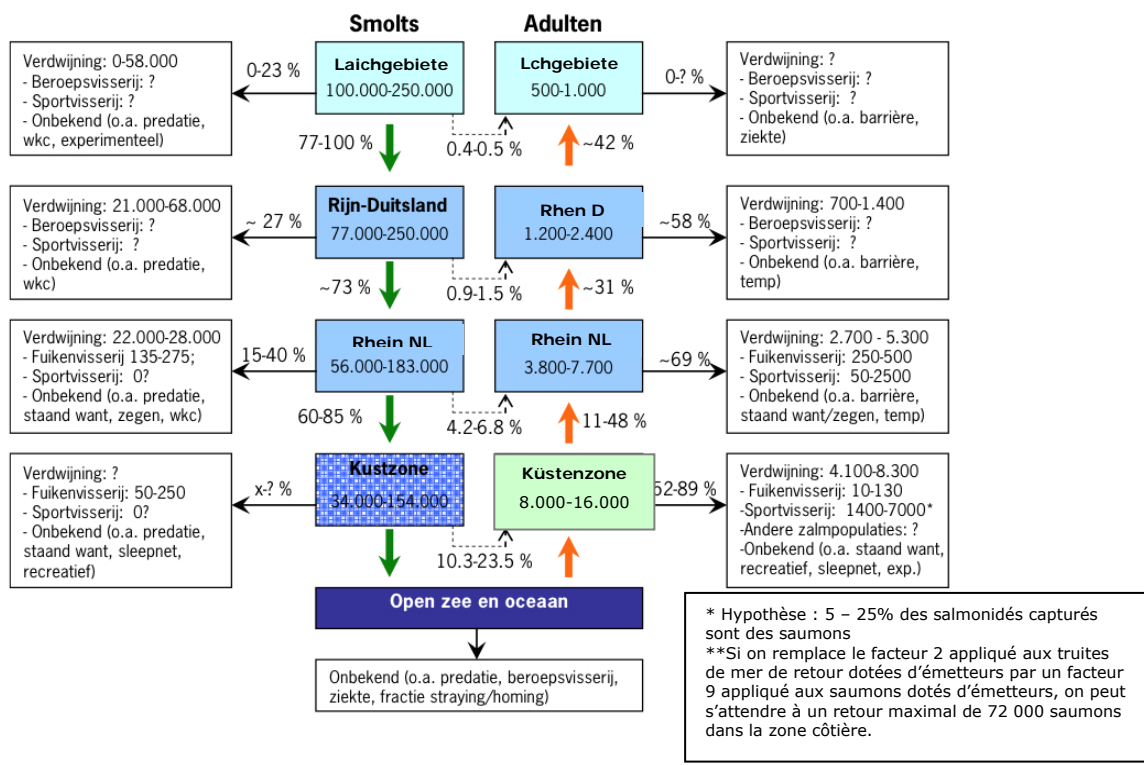 Smolts
Adulten
Verdwijning: 0-58.000
- Beroepsvisserij: ?
- Sportvisserij: ?
- Onbekend (o.a. predatie,
wkc, experimenteel)
0-23 %
Laichgebiete
100.000-250.000
Lchgebiete
500-1.000
0-? %
Verdwijning: ?
- Beroepsvisserij: ?
- Sportvisserij: ?
- Onbekend (o.a. barrière,
ziekte)
77-100 %
0.4-0.5 %
~42 %
Verdwijning: 21.000-68.000
- Beroepsvisserij: ?
- Sportvisserij: ?
- Onbekend (o.a. predatie,
wkc)
~ 27 %
Rijn-Duitsland
77.000-250.000
Rhen D
1.200-2.400
~58 %
Verdwijning: 700-1.400
- Beroepsvisserij: ?
- Sportvisserij: ?
- Onbekend (o.a. barrière,
temp)
~73 %
0.9-1.5 %
~31 %
Verdwijning: 22.000-28.000
- Fuikenvisserij 135-275;
- Sportvisserij: 0?
- Onbekend (o.a. predatie,
staand want, zegen, wkc)
15-40 %
Rhein NL
56.000-183.000
Rhein NL
3.800-7.700
~69 %
Verdwijning: 2.700 - 5.300
- Fuikenvisserij: 250-500
- Sportvisserij: 50-2500
- Onbekend (o.a. barrière,
staand want/zegen, temp)
60-85 %
4.2-6.8 %
11-48 %
Verdwijning: ?
- Fuikenvisserij: 50-250
- Sportvisserij: 0?
- Onbekend (o.a. predatie,
staand want, sleepnet,
recreatief)
x-? %
Kustzone
34.000-154.000
Küstenzone
8.000-16.000
52-89 %
Verdwijning: 4.100-8.300
- Fuikenvisserij: 10-130
-Sportvisserij: 1400-7000*
-Andere zalmpopulaties: ?
-Onbekend (o.a. staand want,
recreatief, sleepnet, exp.)
10.3-23.5 %
Open zee en oceaan
Onbekend (o.a. predatie, beroepsvisserij,
ziekte, fractie straying/homing)
* Hypothèse : 5 – 25% des salmonidés capturés
sont des saumons
**Si on remplace le facteur 2 appliqué aux truites
de mer de retour dotées d’émetteurs par un facteur
9 appliqué aux saumons dotés d’émetteurs, on peut
s’attendre à un retour maximal de 72 000 saumons
dans la zone côtière.